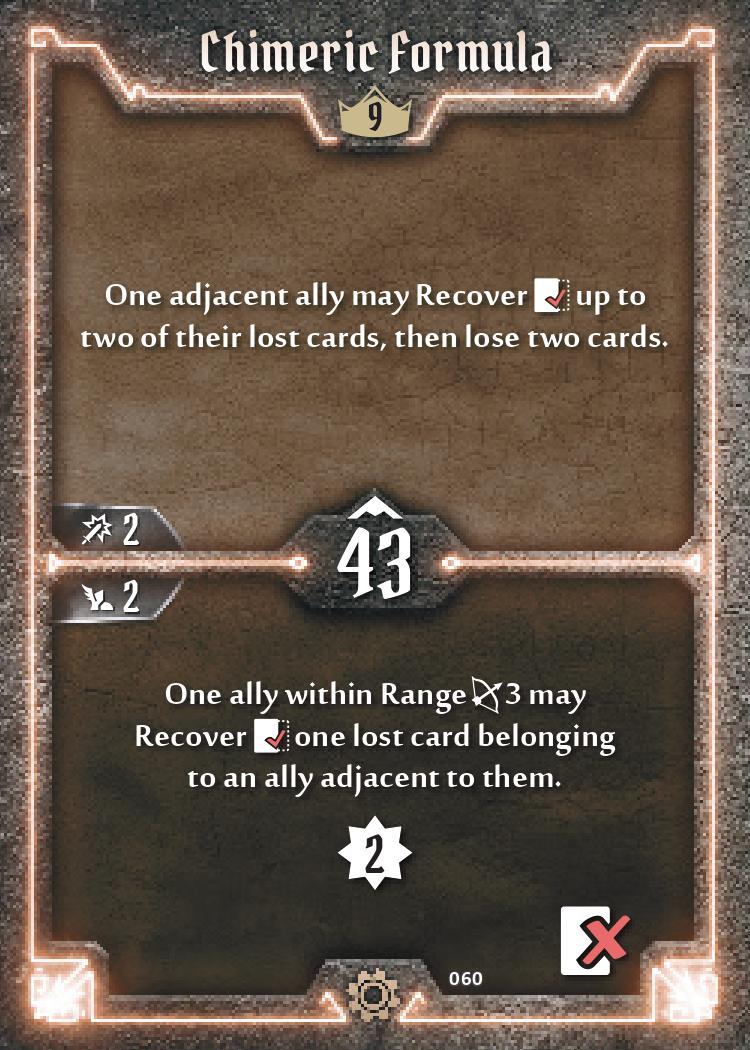 Chimeric Formula
9
One adjacent ally may Recover up to
two of their lost cards, then lose two cards.
2
43
2
One ally within Range 3 may
Recover one lost card belonging
to an ally adjacent to them.
2
060